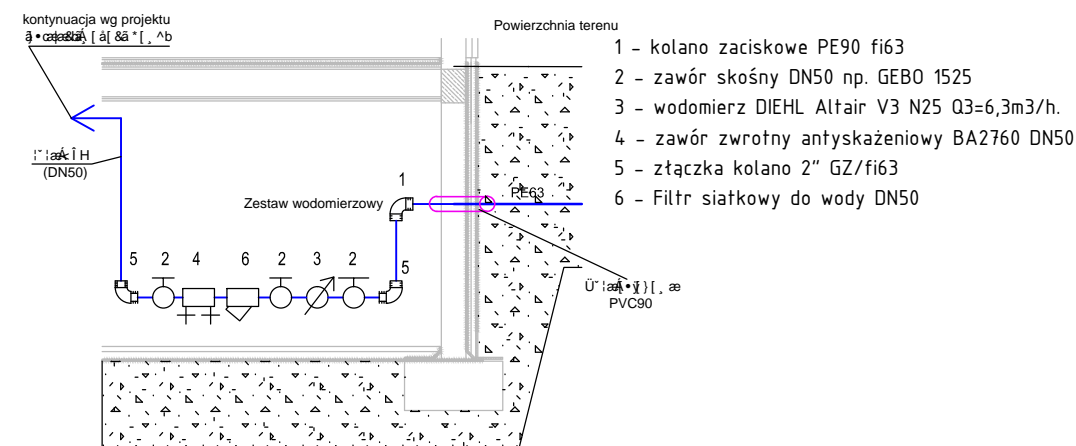 kontynuacja wg projektu
Powierzchnia terenu
1 - kolano zaciskowe PE90 fi63
2 - zawór skośny DN50 np. GEBO 1525
3 - wodomierz DIEHL Altair V3 N25 Q3=6,3m3/h.
4 - zawór zwrotny antyskażeniowy BA2760 DN50
5 - złączka kolano 2" GZ/fi63
6 - Filtr siatkowy do wody DN50
(DN50)
1
PE63
Zestaw wodomierzowy
5 2 4 6 2 3 2 5
PVC90